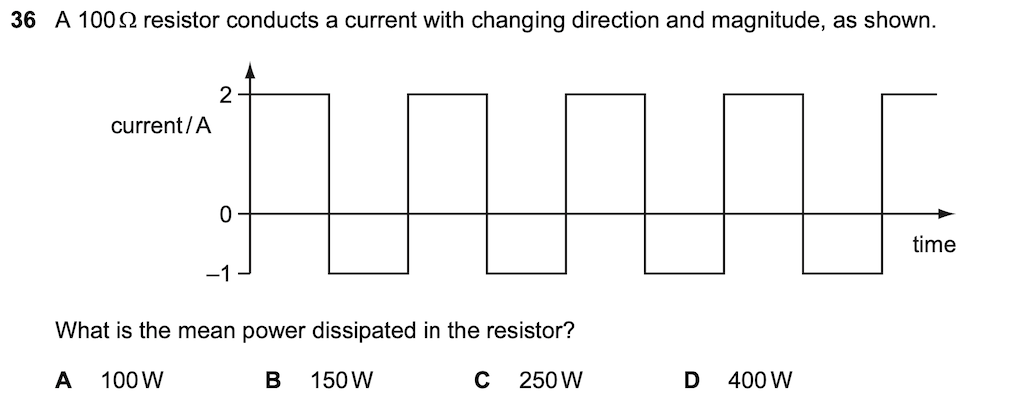 36 A 100 Ω resistor conducts a current with changing direction and magnitude, as shown.
2
current / A
0
time
–1
What is the mean power dissipated in the resistor?
A 100 W B 150 W C 250 W D 400 W